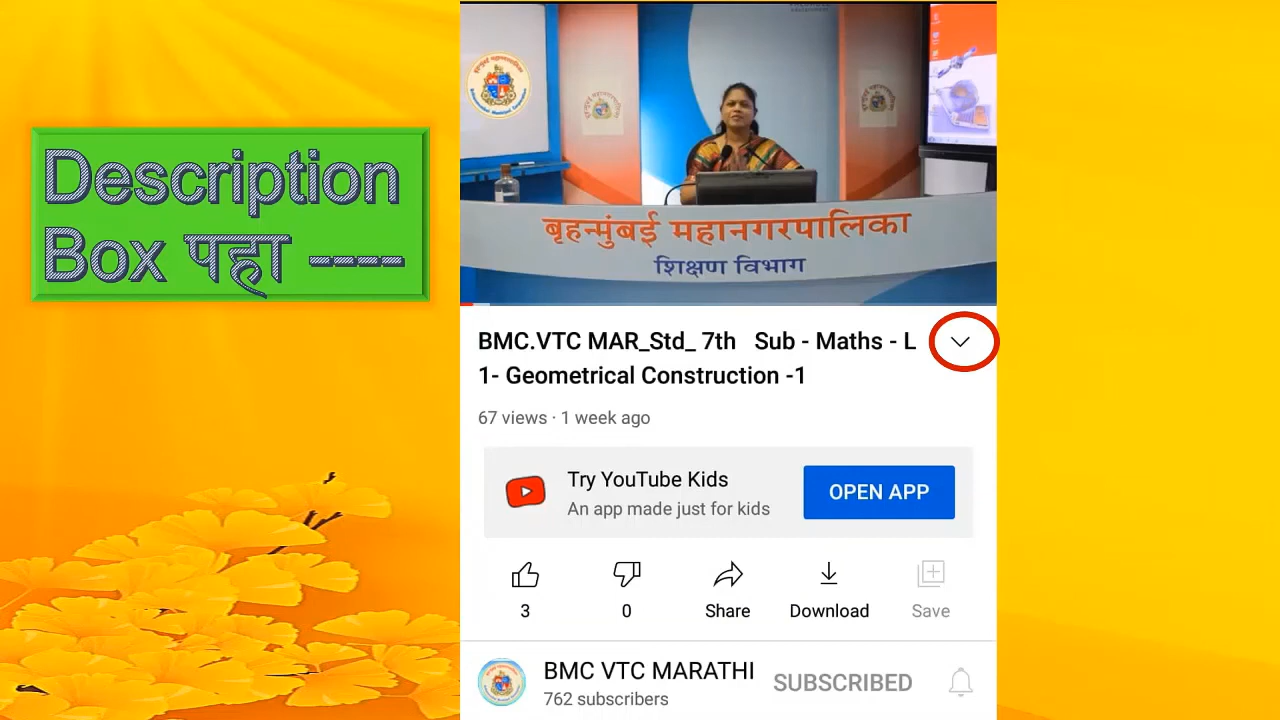 Description
Box पहा ----
बृहन्मुंबई महानगरपालिका
शिक्षण विभाग
BMC.VTC MAR_Std_ 7th Sub - Maths - L
1- Geometrical Construction -1
67 views · 1 week ago
Try YouTube Kids
An app made just for kids
OPEN APP
3
0
Share
Download
Save
BMC VTC MARATHI
762 subscribers
SUBSCRIBED